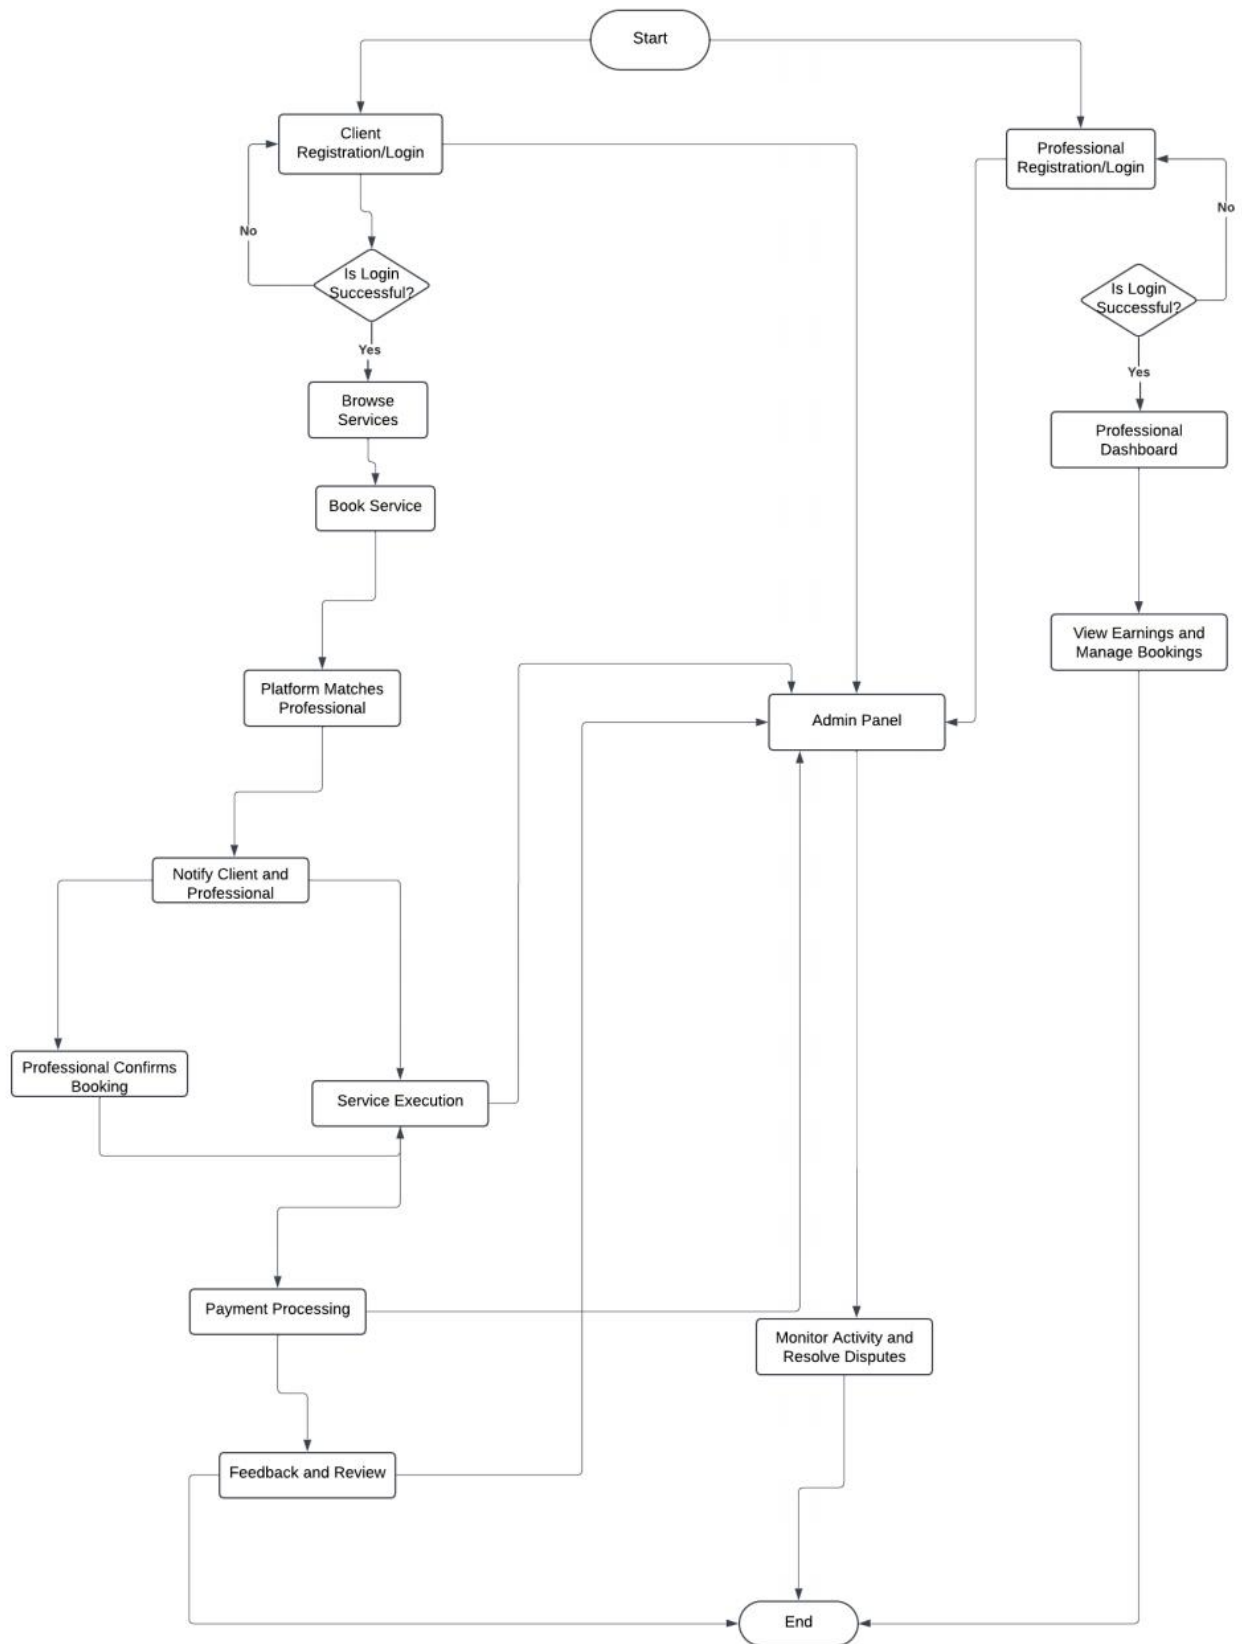 Start
Client
Registration/Login
Professional
Registration/Login
No
No
Is Login
Successful?
Is Login
Successful?
Yes
Yes
Browse
Services
Professional
Dashboard
Book Service
View Earnings and
Manage Bookings
Platform Matches
Professional
Admin Panel
Notify Client and
Professional
Professional Confirms
Booking
Service Execution
Payment Processing
Monitor Activity and
Resolve Disputes
Feedback and Review
End